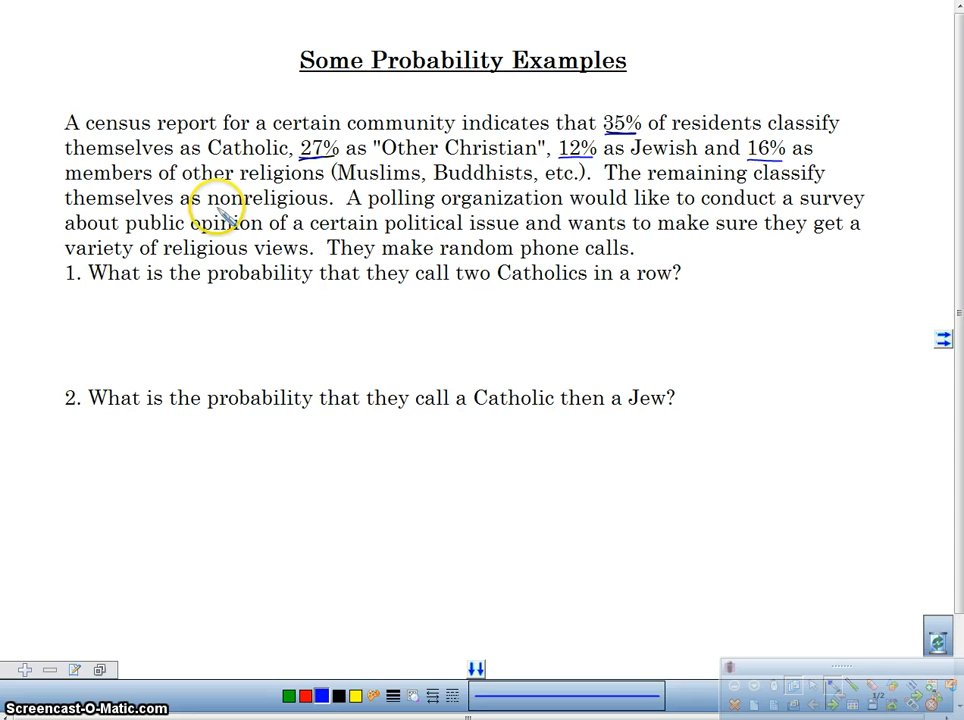 Some Probability Examples
A census report for a certain community indicates that 35% of residents classify
themselves as Catholic, 27% as "Other Christian", 12% as Jewish and 16% as
members of other religions (Muslims, Buddhists, etc.). The remaining classify
themselves as nonreligious. A polling organization would like to conduct a survey
about public opinion of a certain political issue and wants to make sure they get a
variety of religious views. They make random phone calls.
1. What is the probability that they call two Catholics in a row?
2. What is the probability that they call a Catholic then a Jew?
1/2
Screencast-O-Matic.com